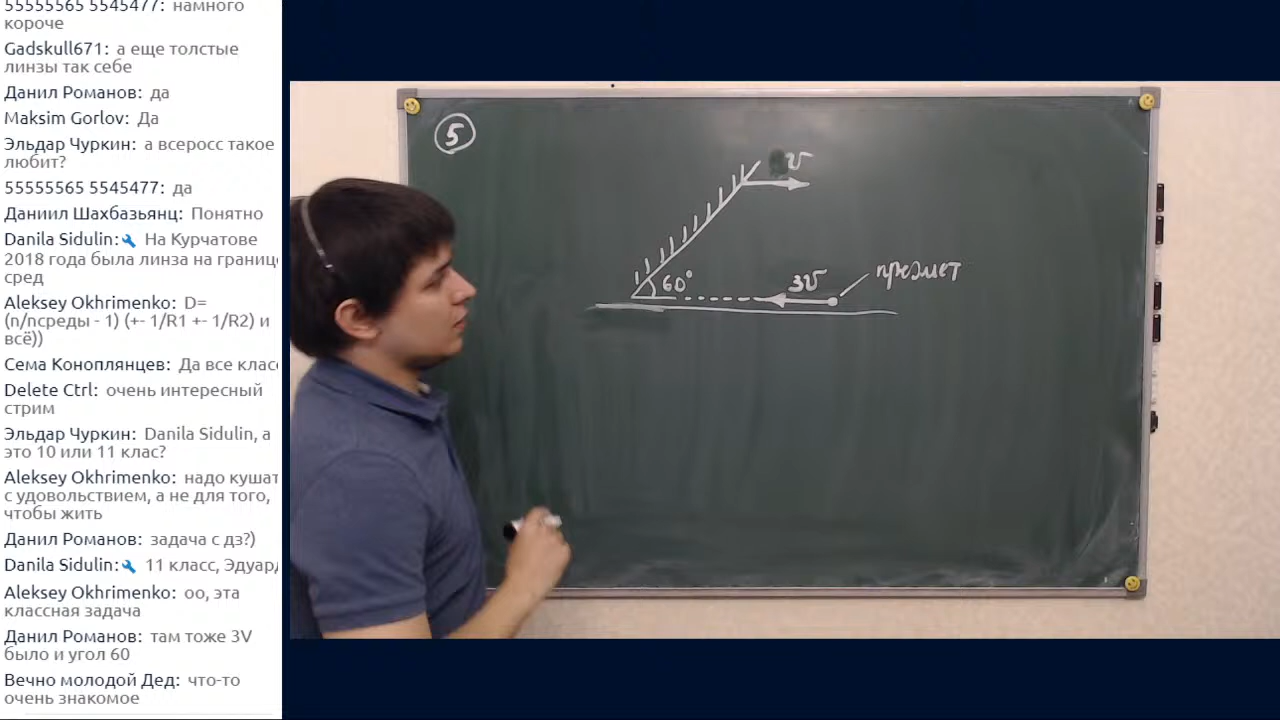 55555565 5545477: намного
короче
Gadskull671: а еще толстые
линзы так себе
Данил Романов: да
Maksim Gorlov: Да
Эльдар Чуркин: а всеросс такое
любит?
55555565 5545477: да
Даниил Шахбазьянц: Понятно
Danila Sidulin: На Курчатове
2018 года была линза на границе
сред
Aleksey Okhrimenko: D=
(n/nсреды - 1) (+- 1/R1 +- 1/R2) и
всё))
Сема Коноплянцев: Да все клас
Delete Ctrl: очень интересный
стрим
Эльдар Чуркин: Danila Sidulin, а
это 10 или 11 клас?
Aleksey Okhrimenko: надо кушат
с удовольствием, а не для того,
чтобы жить
Данил Романов: задача с дз?)
Danila Sidulin: 11 класс, Эдуард
Aleksey Okhrimenko: оо, эта
классная задача
Данил Романов: там тоже 3V
было и угол 60
Вечно молодой Дед: что-то
очень знакомое
5
v
60°
3v
предмет